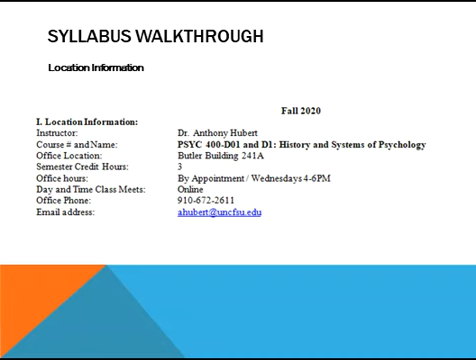 SYLLABUS WALKTHROUGH
Location Information
Fall 2020
I. Location Information:
Instructor: Dr. Anthony Hubert
Course # and Name: PSYC 400-D01 and D1: History and Systems of Psychology
Office Location: Butler Building 241A
Semester Credit Hours: 3
Office hours: By Appointment / Wednesdays 4-6PM
Day and Time Class Meets: Online
Office Phone: 910-672-2611
Email address: ahubert@uncfsu.edu